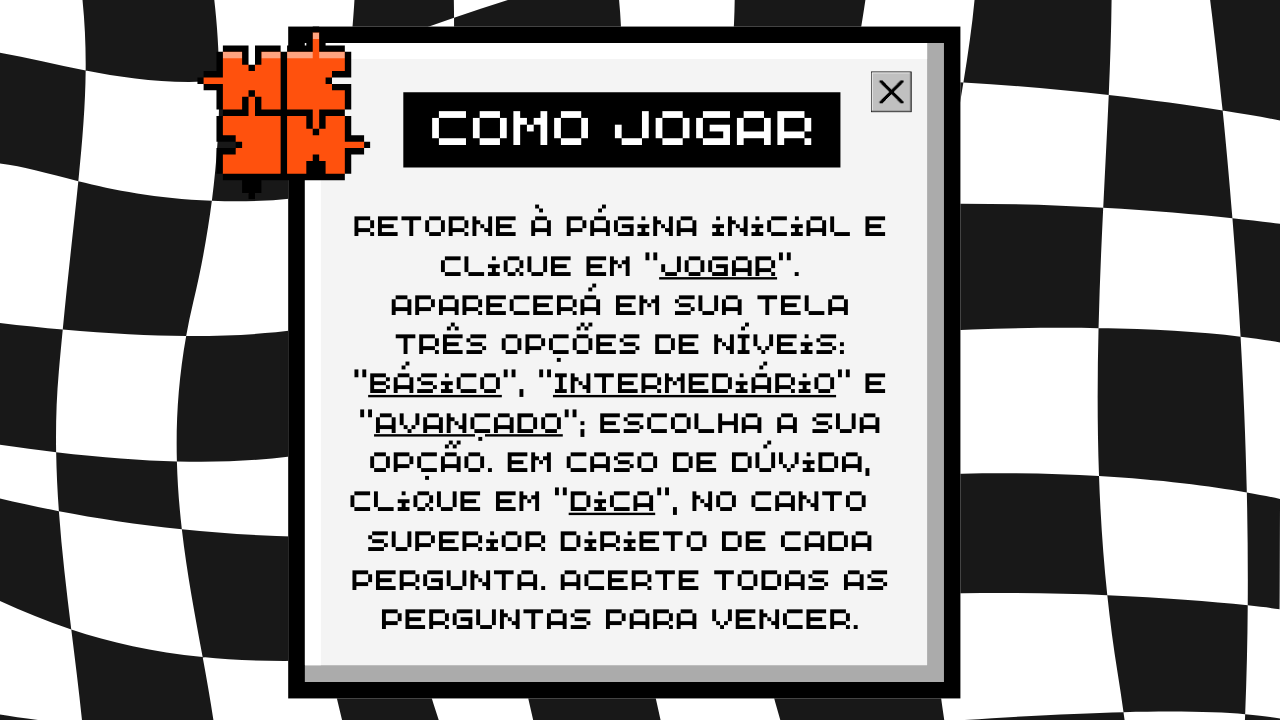 COMO JOGAR
RETORNE À PÁGiNA iNiCiAL E
CLiQUE EM "JOGAR".
APARECERÁ EM SUA TELA
TRÊS OPÇÕES DE NÍVEiS:
"BÁSiCO", "INTERMEDiÁRiO" E
"AVANÇADO"; ESCOLHA A SUA
OPÇÃO. EM CASO DE DÚViDA,
CLiQUE EM "DiCA", NO CANTO
SUPERiOR DiRiETO DE CADA
PERGUNTA. ACERTE TODAS AS
PERGUNTAS PARA VENCER.